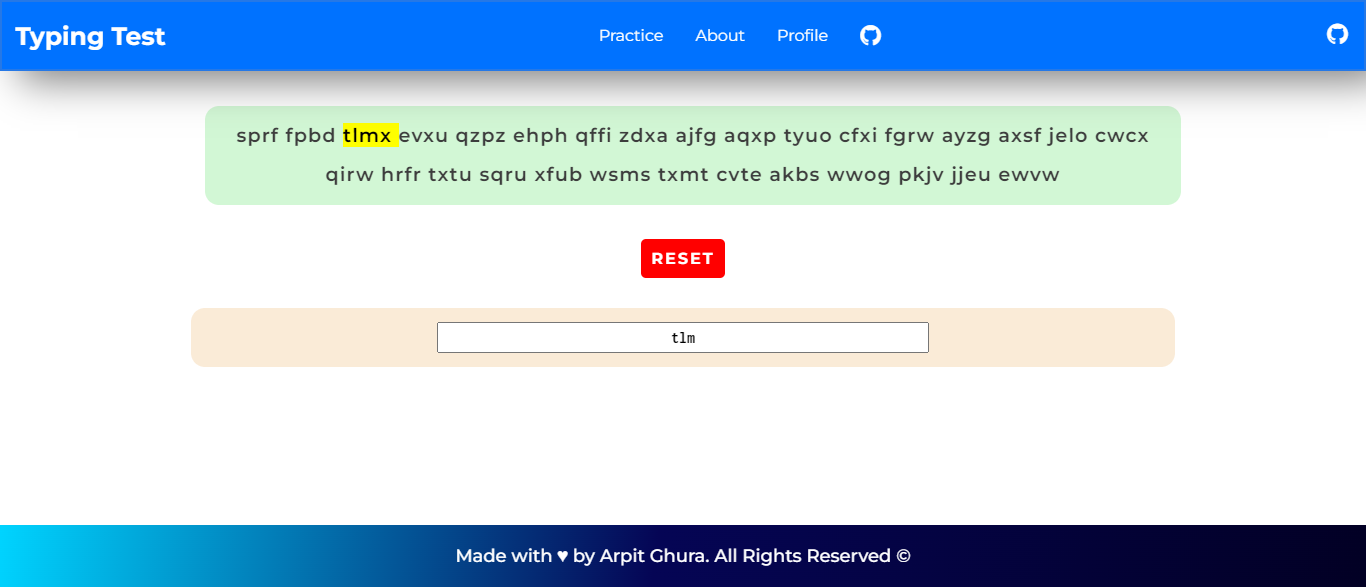 Typing Test Practice About Profile
sprf fpbd tlmx evxu qzpz ehph qffi zdxa ajfg aqxp tyuo cfxi fgrw ayzg axsf jelo cwcx
qirw hrfr txtu sqru xfub wsms txmt cvte akbs wwog pkjv jjeu ewvw
RESET
tlm
Made with ♥ by Arpit Ghura. All Rights Reserved ©